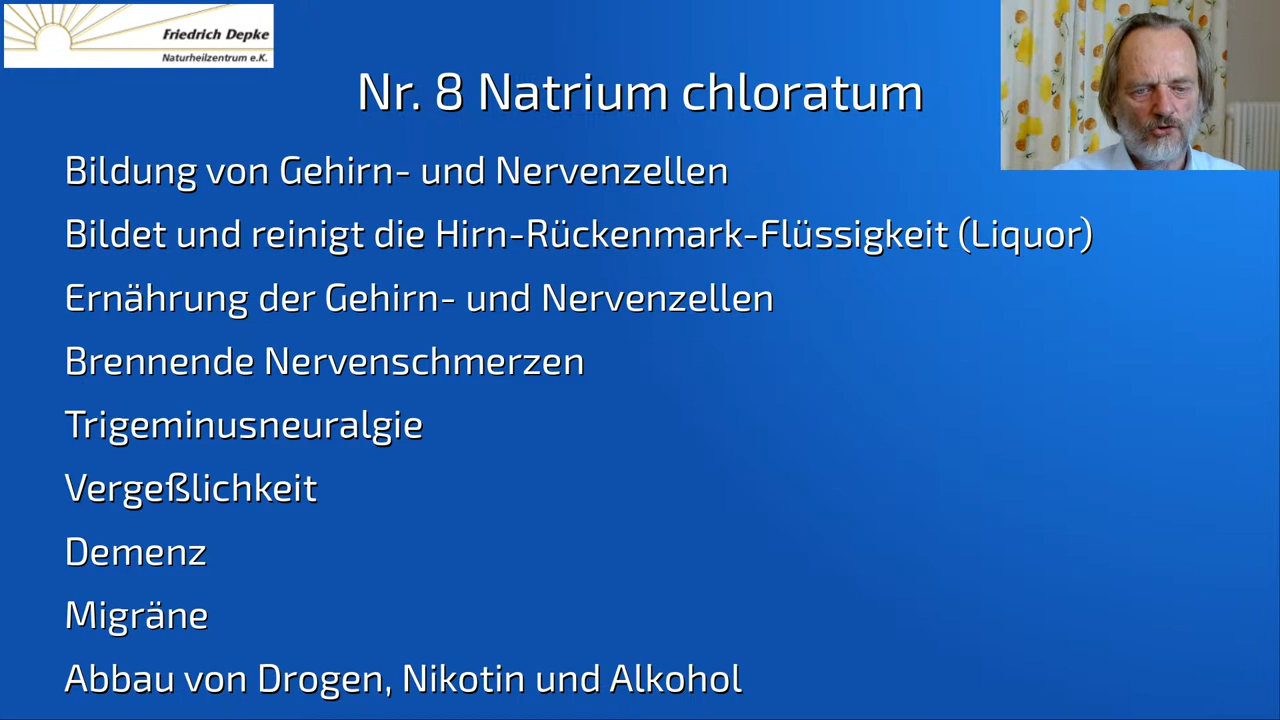 Friedrich Depke
Naturheilzentrum e.K.
Nr. 8 Natrium chloratum
Bildung von Gehirn- und Nervenzellen
Bildet und reinigt die Hirn-Rückenmark-Flüssigkeit (Liquor)
Ernährung der Gehirn- und Nervenzellen
Brennende Nervenschmerzen
Trigeminusneuralgie
Vergeßlichkeit
Demenz
Migräne
Abbau von Drogen, Nikotin und Alkohol